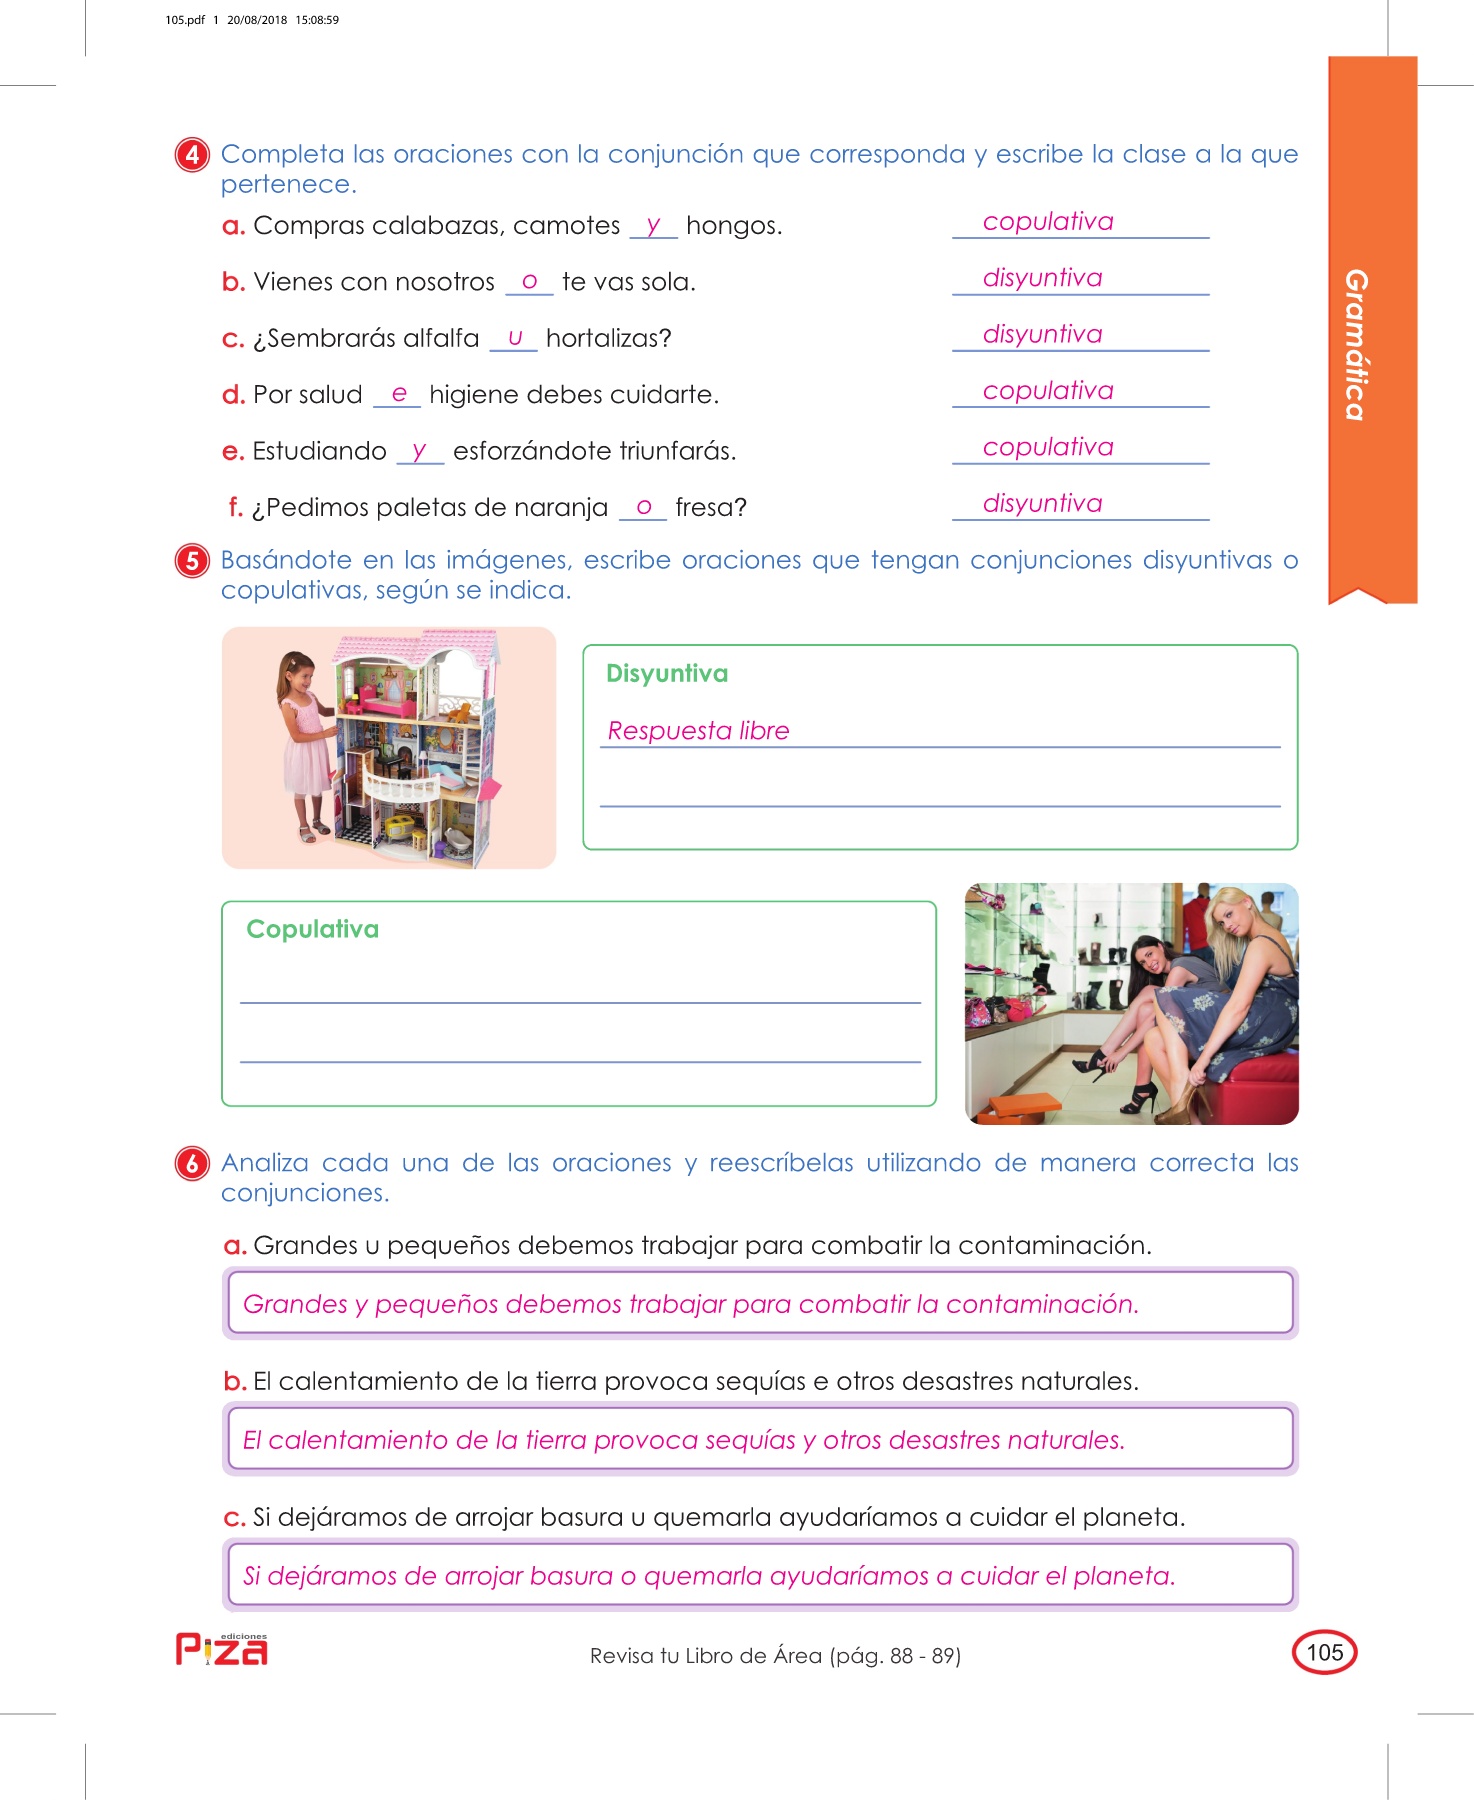 105.pdf 1 20/08/2018 15:08:59
4 Completa las oraciones con la conjunción que corresponda y escribe la clase a la que
pertenece.
a. Compras calabazas, camotes y hongos. copulativa
b. Vienes con nosotros o te vas sola. disyuntiva
c. ¿Sembrarás alfalfa u hortalizas? disyuntiva
d. Por salud e higiene debes cuidarte. copulativa
e. Estudiando y esforzándote triunfarás. copulativa
f. ¿Pedimos paletas de naranja o fresa? disyuntiva
Gramática
5 Basándote en las imágenes, escribe oraciones que tengan conjunciones disyuntivas o
copulativas, según se indica.
Disyuntiva
Respuesta libre
Copulativa
6 Analiza cada una de las oraciones y reescríbelas utilizando de manera correcta las
conjunciones.
a. Grandes u pequeños debemos trabajar para combatir la contaminación.
Grandes y pequeños debemos trabajar para combatir la contaminación.
b. El calentamiento de la tierra provoca sequías e otros desastres naturales.
El calentamiento de la tierra provoca sequías y otros desastres naturales.
c. Si dejáramos de arrojar basura u quemarla ayudaríamos a cuidar el planeta.
Si dejáramos de arrojar basura o quemarla ayudaríamos a cuidar el planeta.
ediciones
Piza
Revisa tu Libro de Área (pág. 88 - 89)
105